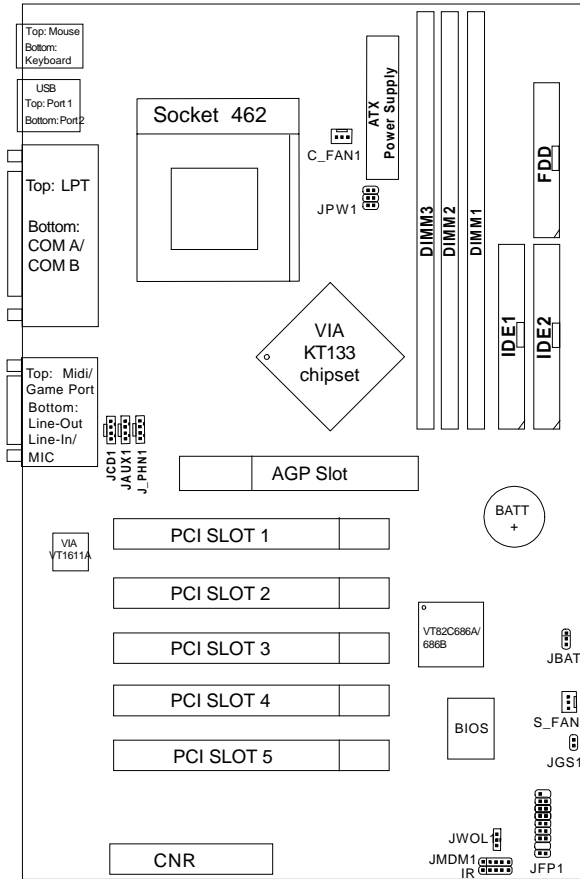 Top: Mouse
Bottom:
Keyboard
USB
Top: Port 1
Bottom: Port 2
Top: LPT
Bottom:
COM A/
COM B
Top: Midi/
Game Port
Bottom:
Line-Out
Line-In/
MIC
Socket 462
C_FAN1
ATX
Power Supply
JPW1
DIMM3
DIMM2
DIMM1
FDD
IDE1
IDE2
VIA
KT133
chipset
JCD1
JAUX1
J_PHN1
AGP Slot
BATT
+
VIA
VT1611A
PCI SLOT 1
PCI SLOT 2
PCI SLOT 3
PCI SLOT 4
PCI SLOT 5
VT82C686A/
686B
JBAT
BIOS
S_FAN
JGS1
CNR
JWOL1
JMDM1
IR
JFP1